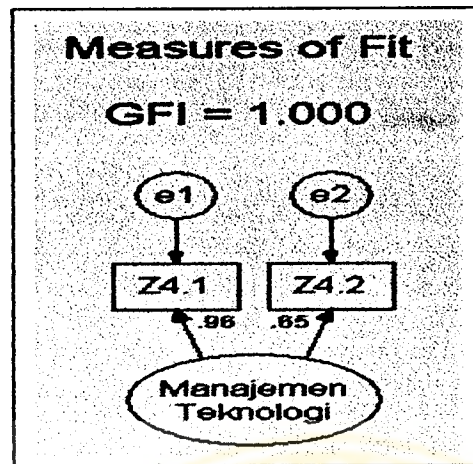 Measures of Fit
GFI = 1.000
e1 e2
Z4.1 Z4.2
.96 .65
Manajemen
Teknologi